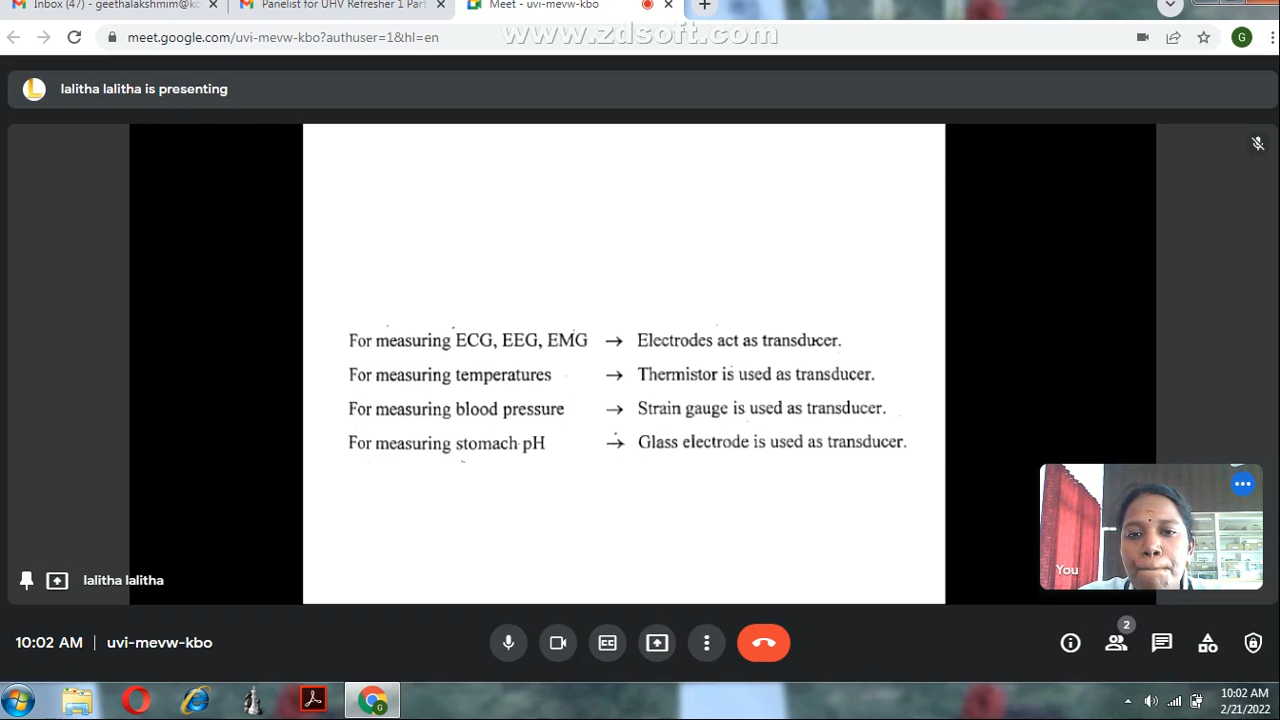 Inbox (47) - geethalakshmim@kc
Panelist for UHV Refresher 1 Part
Meet - uvi-mevw-kbo
meet.google.com/uvi-mevw-kbo?authuser=1&hl=en
www.zdsoft.com
G
L
lalitha lalitha is presenting
For measuring ECG, EEG, EMG → Electrodes act as transducer.
For measuring temperatures → Thermistor is used as transducer.
For measuring blood pressure → Strain gauge is used as transducer.
For measuring stomach pH → Glass electrode is used as transducer.
You
lalitha lalitha
10:02 AM | uvi-mevw-kbo
2
10:02 AM
2/21/2022